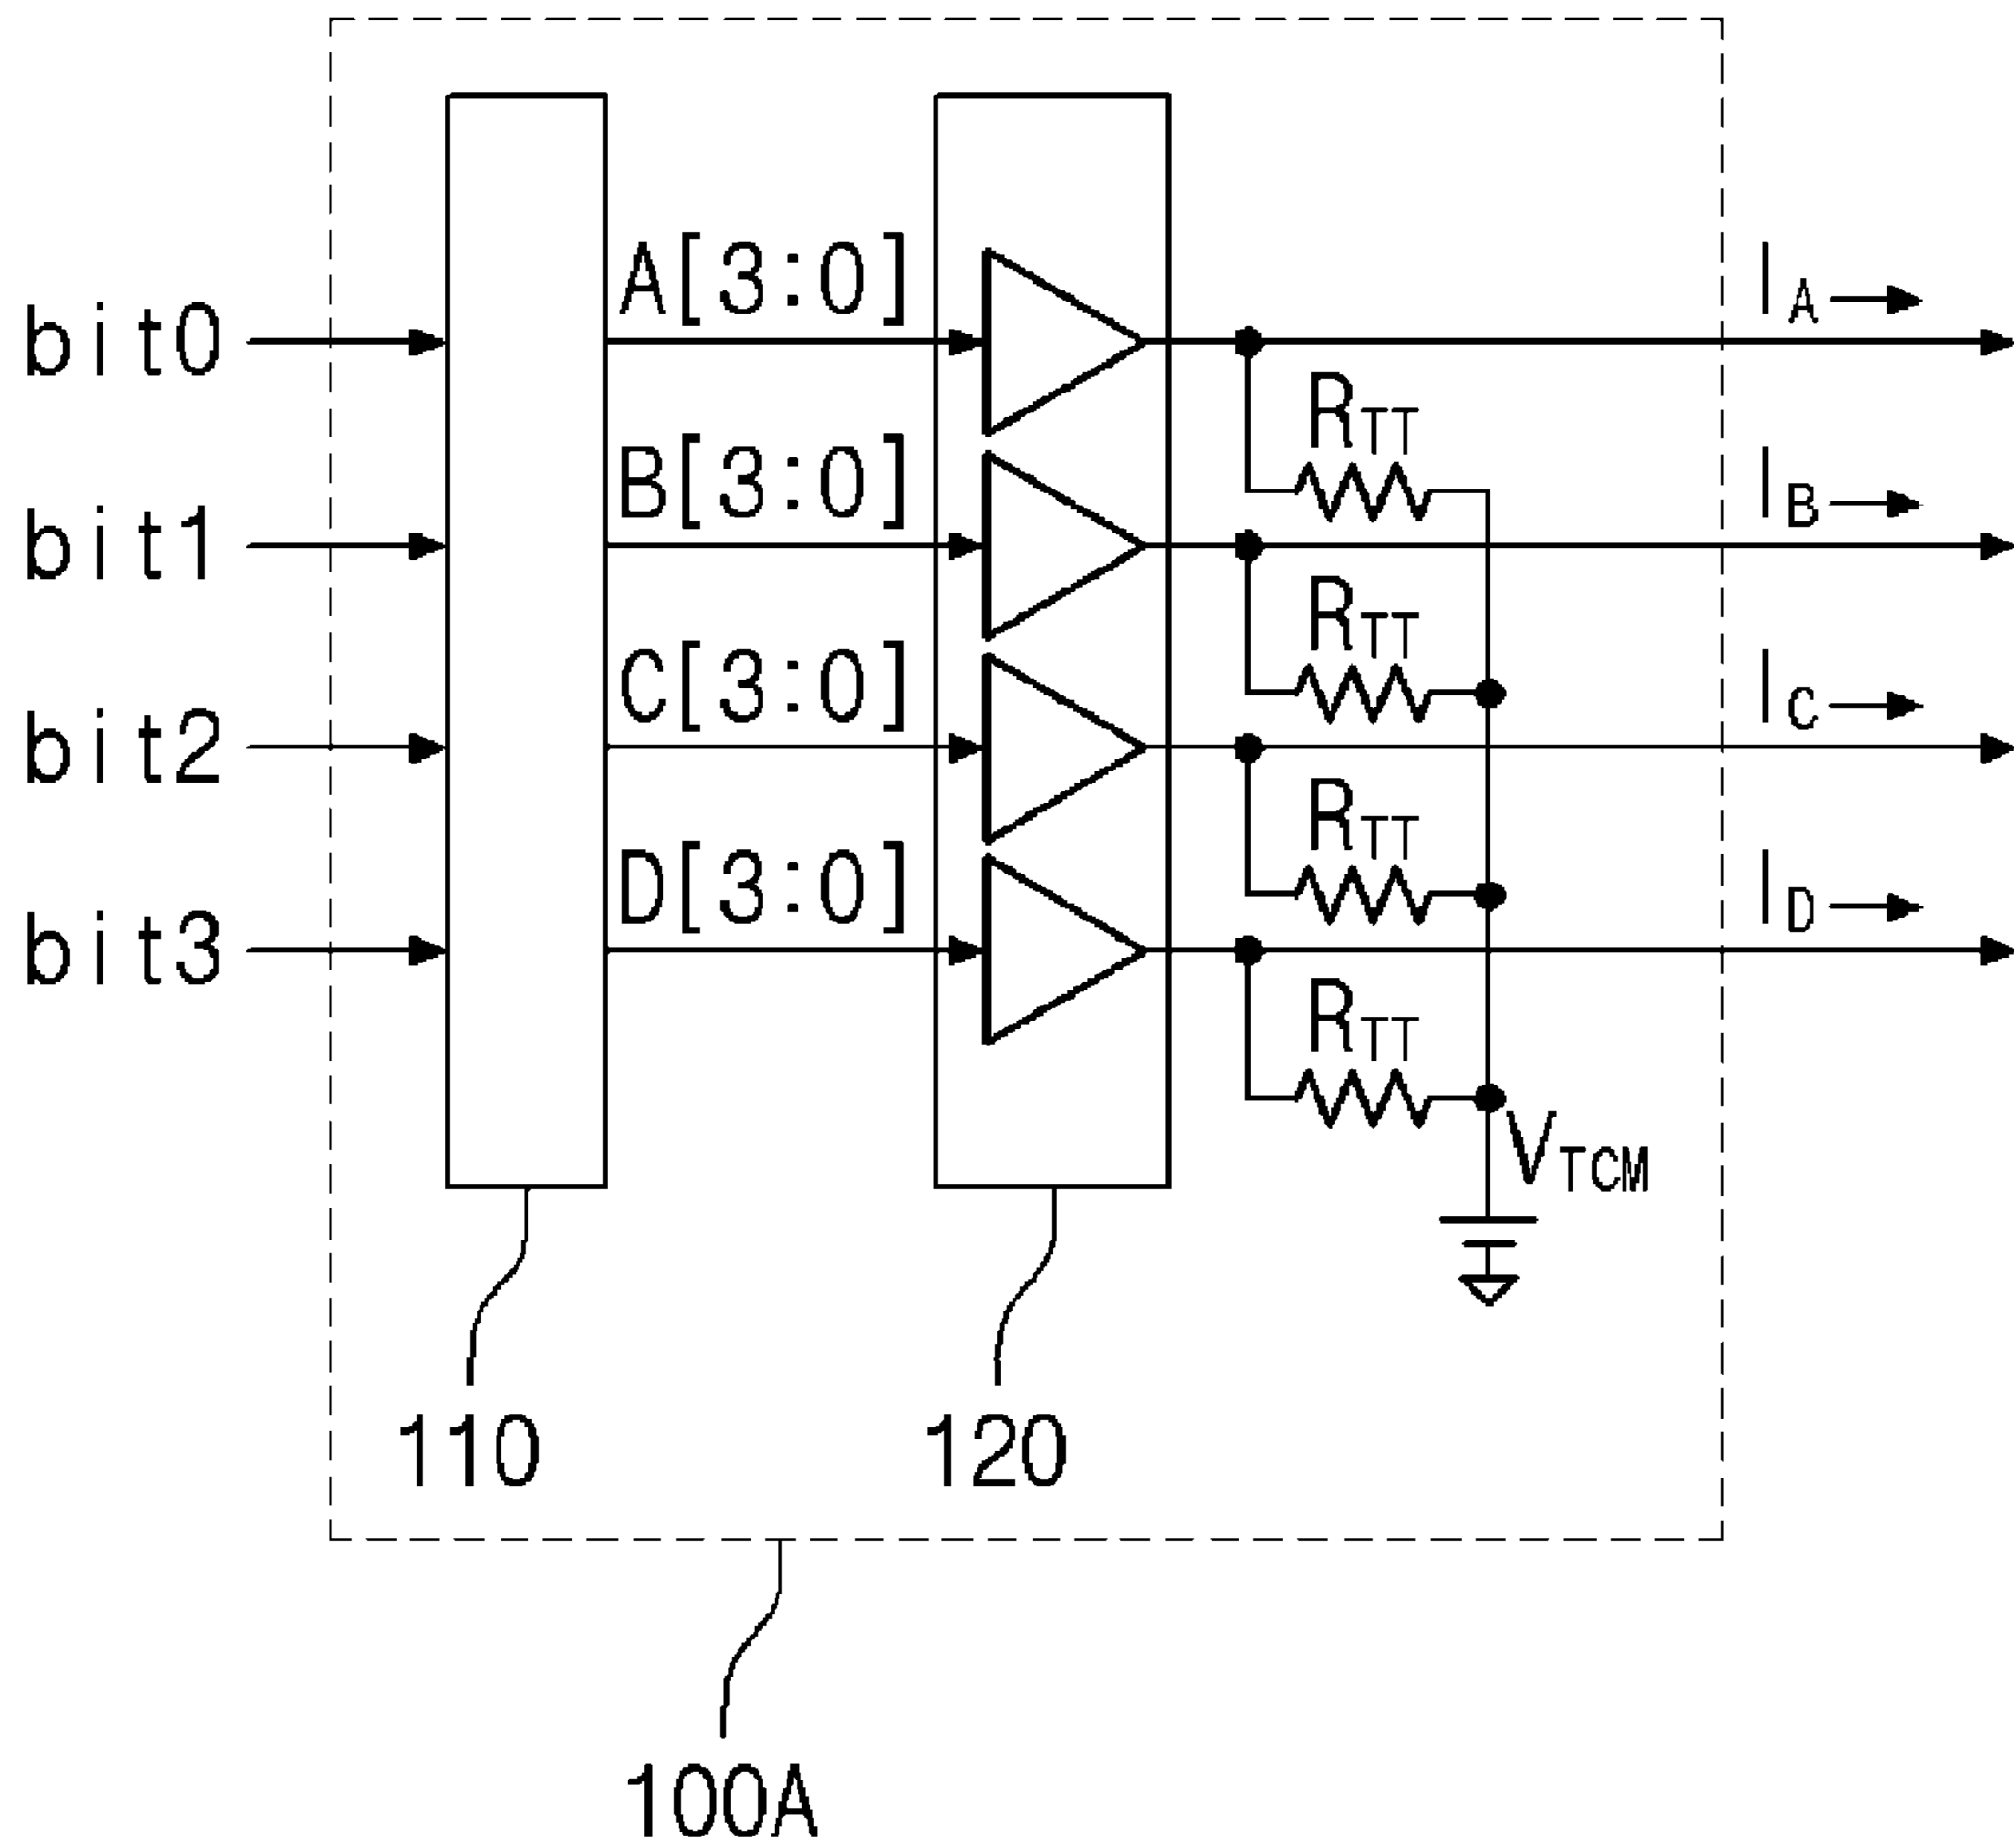 bit0
A[3:0]
I_A
R_TT
bit1
B[3:0]
I_B
R_TT
bit2
C[3:0]
I_C
R_TT
bit3
D[3:0]
I_D
R_TT
V_TCM
110
120
100A